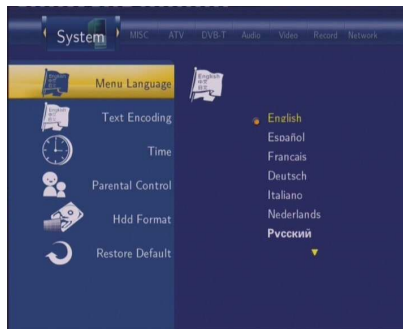 System MISC ATV DVB-T Audio Video Record Network
Menu Language
Text Encoding
Time
Parental Control
Hdd Format
Restore Default
English
Español
Francais
Deutsch
Italiano
Nederlands
Русский